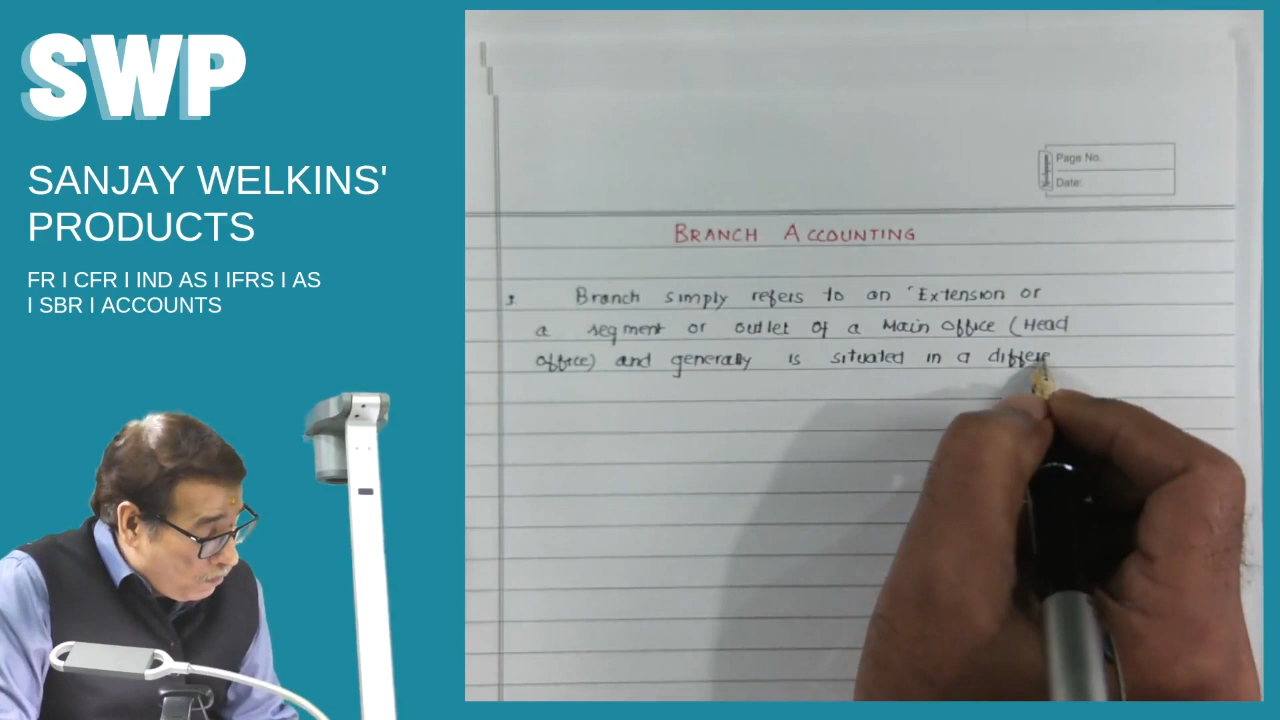 SWP
SANJAY WELKINS'
PRODUCTS
FR I CFR I IND AS I IFRS I AS
I SBR I ACCOUNTS
Page No.
Date:
BRANCH ACCOUNTING
Branch simply refers to an "Extension or
a segment or outlet of a Main Office (Head
office) and generally is situated in a differe